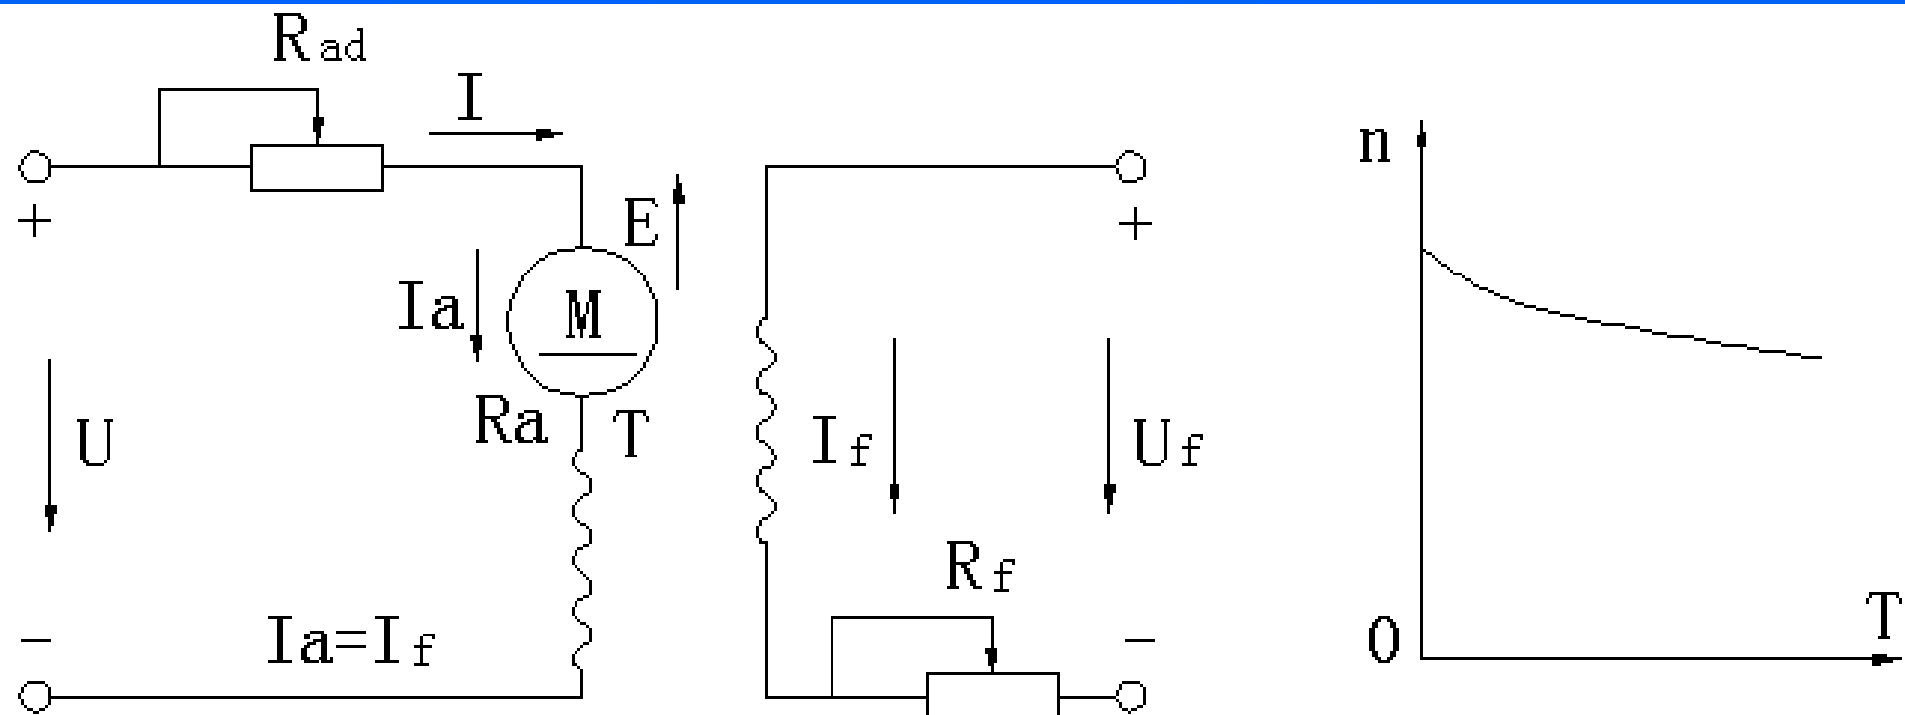 Rad
I
n
+
E
+
Ia
M
Ra
T
U
If
Uf
Rf
-
Ia=If
-
0
T